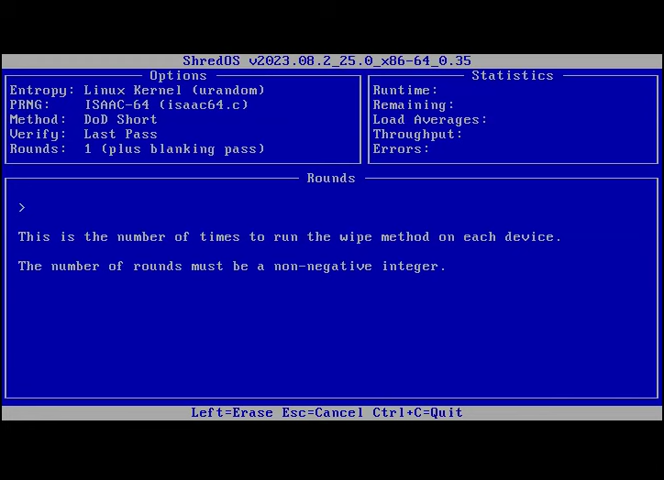 ShredOS v2023.08.2_25.0_x86-64_0.35
Options
Entropy: Linux Kernel (urandom)
PRNG: ISAAC-64 (isaac64.c)
Method: DoD Short
Verify: Last Pass
Rounds: 1 (plus blanking pass)
Statistics
Runtime:
Remaining:
Load Averages:
Throughput:
Errors:
Rounds
>
This is the number of times to run the wipe method on each device.
The number of rounds must be a non-negative integer.
Left=Erase Esc=Cancel Ctrl+C=Quit